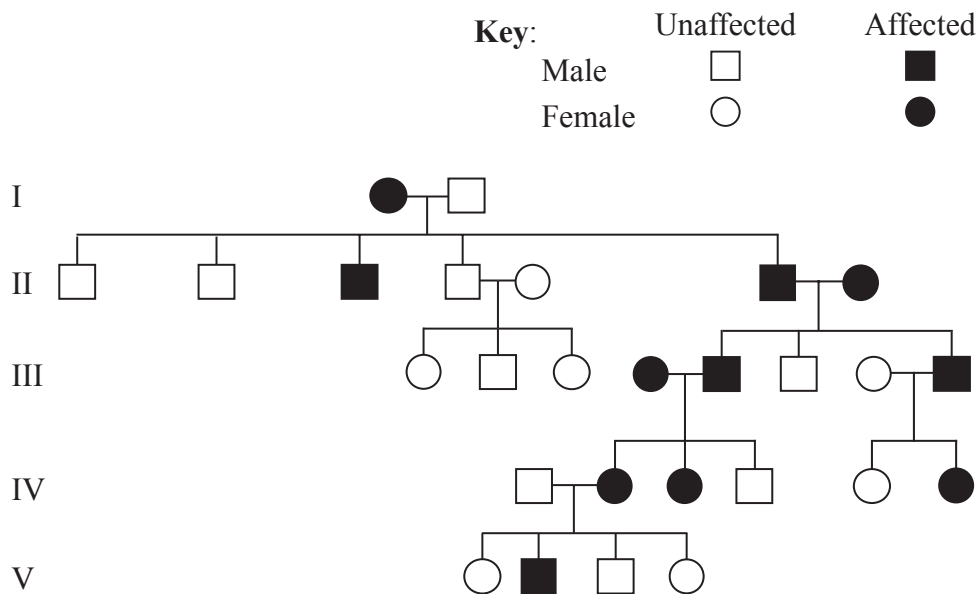 Key: Unaffected Affected
Male
Female
I
II
III
IV
V